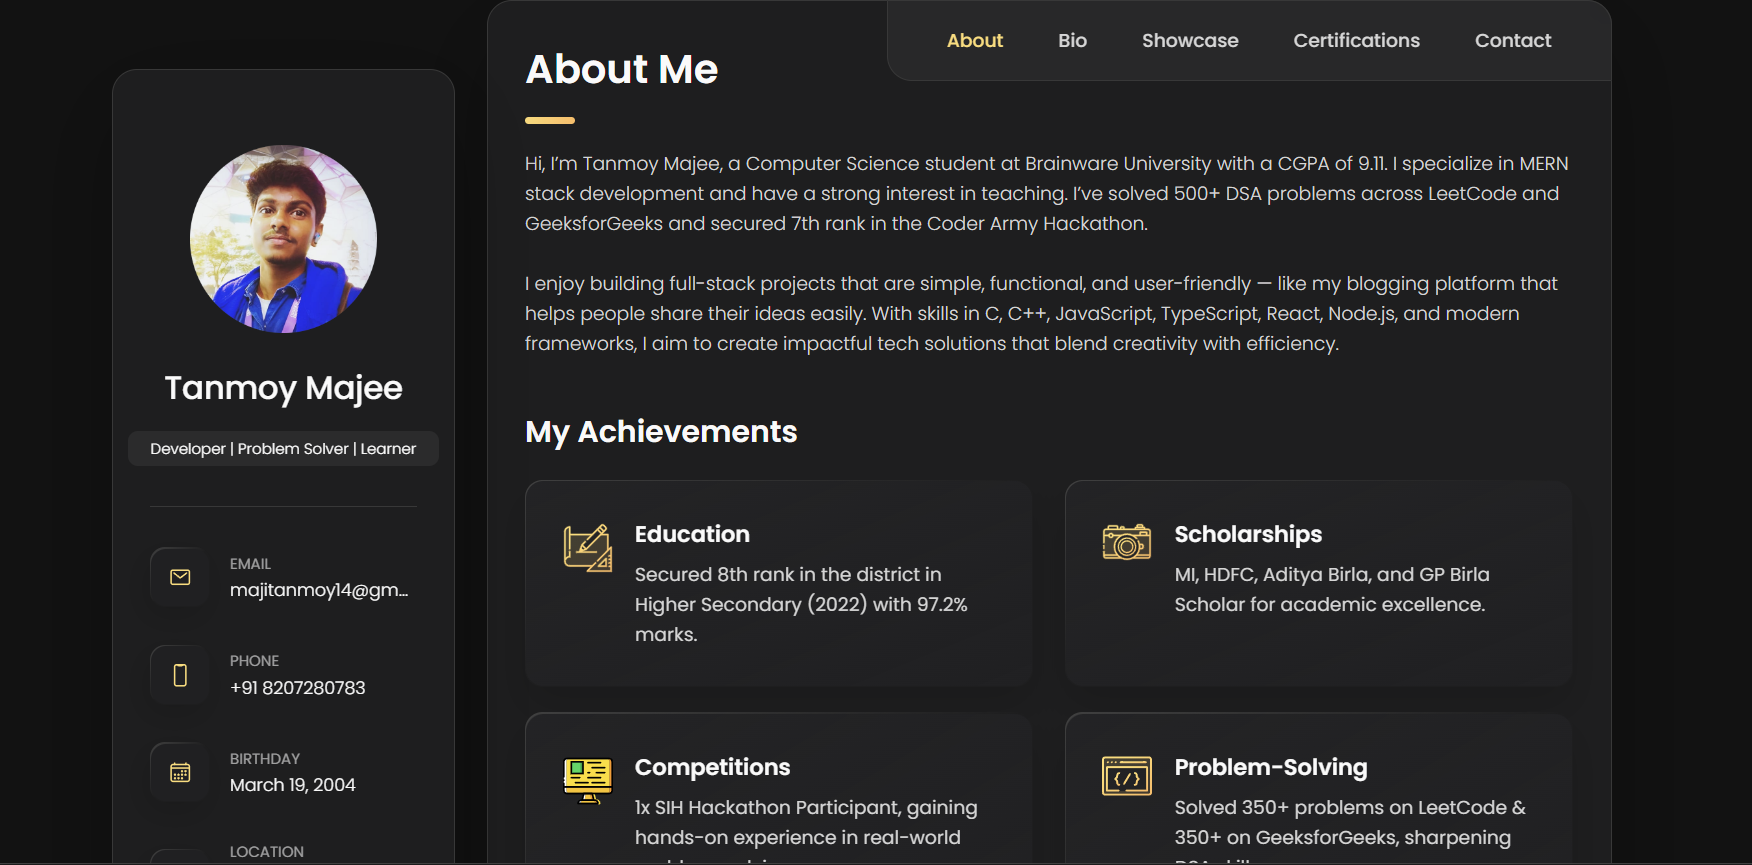 About
Bio
Showcase
Certifications
Contact
Tanmoy Majee
Developer | Problem Solver | Learner
EMAIL
majitanmoy14@gm...
PHONE
+91 8207280783
BIRTHDAY
March 19, 2004
LOCATION
About Me
Hi, I’m Tanmoy Majee, a Computer Science student at Brainware University with a CGPA of 9.11. I specialize in MERN
stack development and have a strong interest in teaching. I’ve solved 500+ DSA problems across LeetCode and
GeeksforGeeks and secured 7th rank in the Coder Army Hackathon.
I enjoy building full-stack projects that are simple, functional, and user-friendly — like my blogging platform that
helps people share their ideas easily. With skills in C, C++, JavaScript, TypeScript, React, Node.js, and modern
frameworks, I aim to create impactful tech solutions that blend creativity with efficiency.
My Achievements
Education
Secured 8th rank in the district in
Higher Secondary (2022) with 97.2%
marks.
Scholarships
MI, HDFC, Aditya Birla, and GP Birla
Scholar for academic excellence.
Competitions
1x SIH Hackathon Participant, gaining
hands-on experience in real-world
Problem-Solving
Solved 350+ problems on LeetCode &
350+ on GeeksforGeeks, sharpening